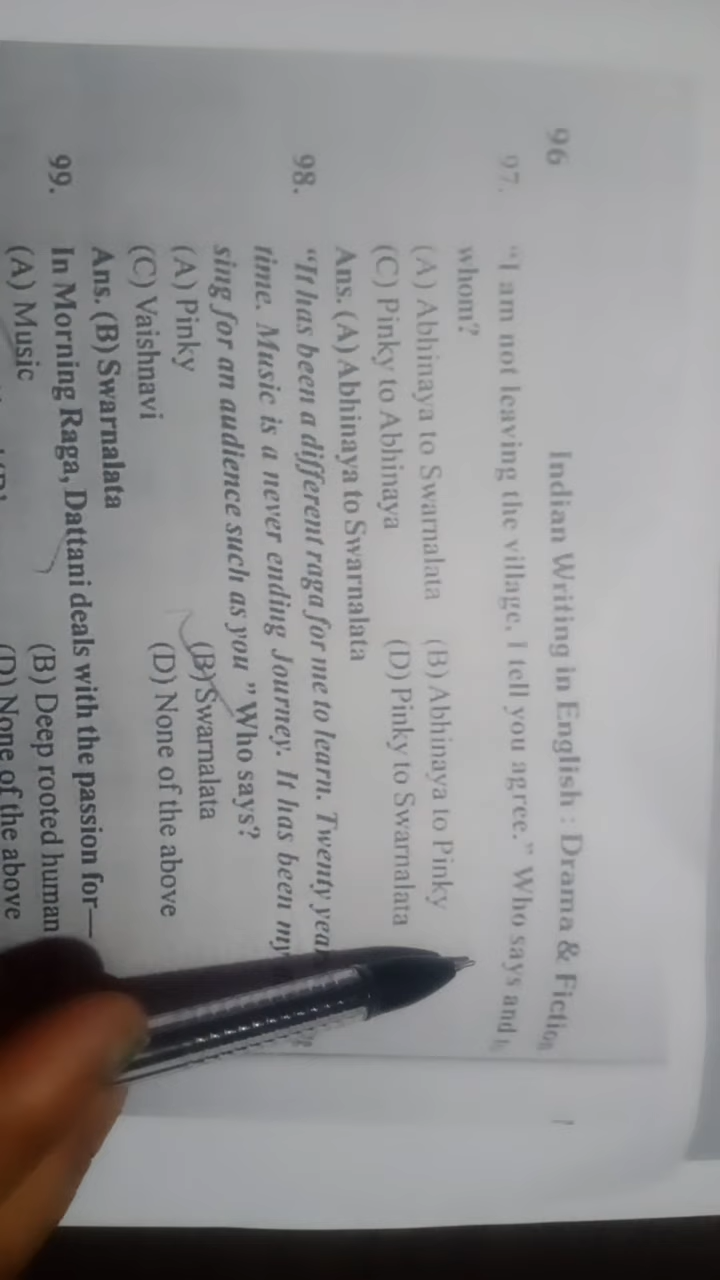 96 Indian Writing in English : Drama & Fiction
97. "I am not leaving the village, I tell you agree." Who says and
whom?
(A) Abhinaya to Swarnalata (B) Abhinaya to Pinky
(C) Pinky to Abhinaya (D) Pinky to Swarnalata
Ans. (A) Abhinaya to Swarnalata
98. "It has been a different raga for me to learn. Twenty
time. Music is a never ending Journey. It has been my
sing for an audience such as you" Who says?
(A) Pinky (B) Swarnalata
(C) Vaishnavi (D) None of the above
Ans. (B) Swarnalata
99. In Morning Raga, Dattani deals with the passion for—
(A) Music (B) Deep rooted human
(D) None of the above